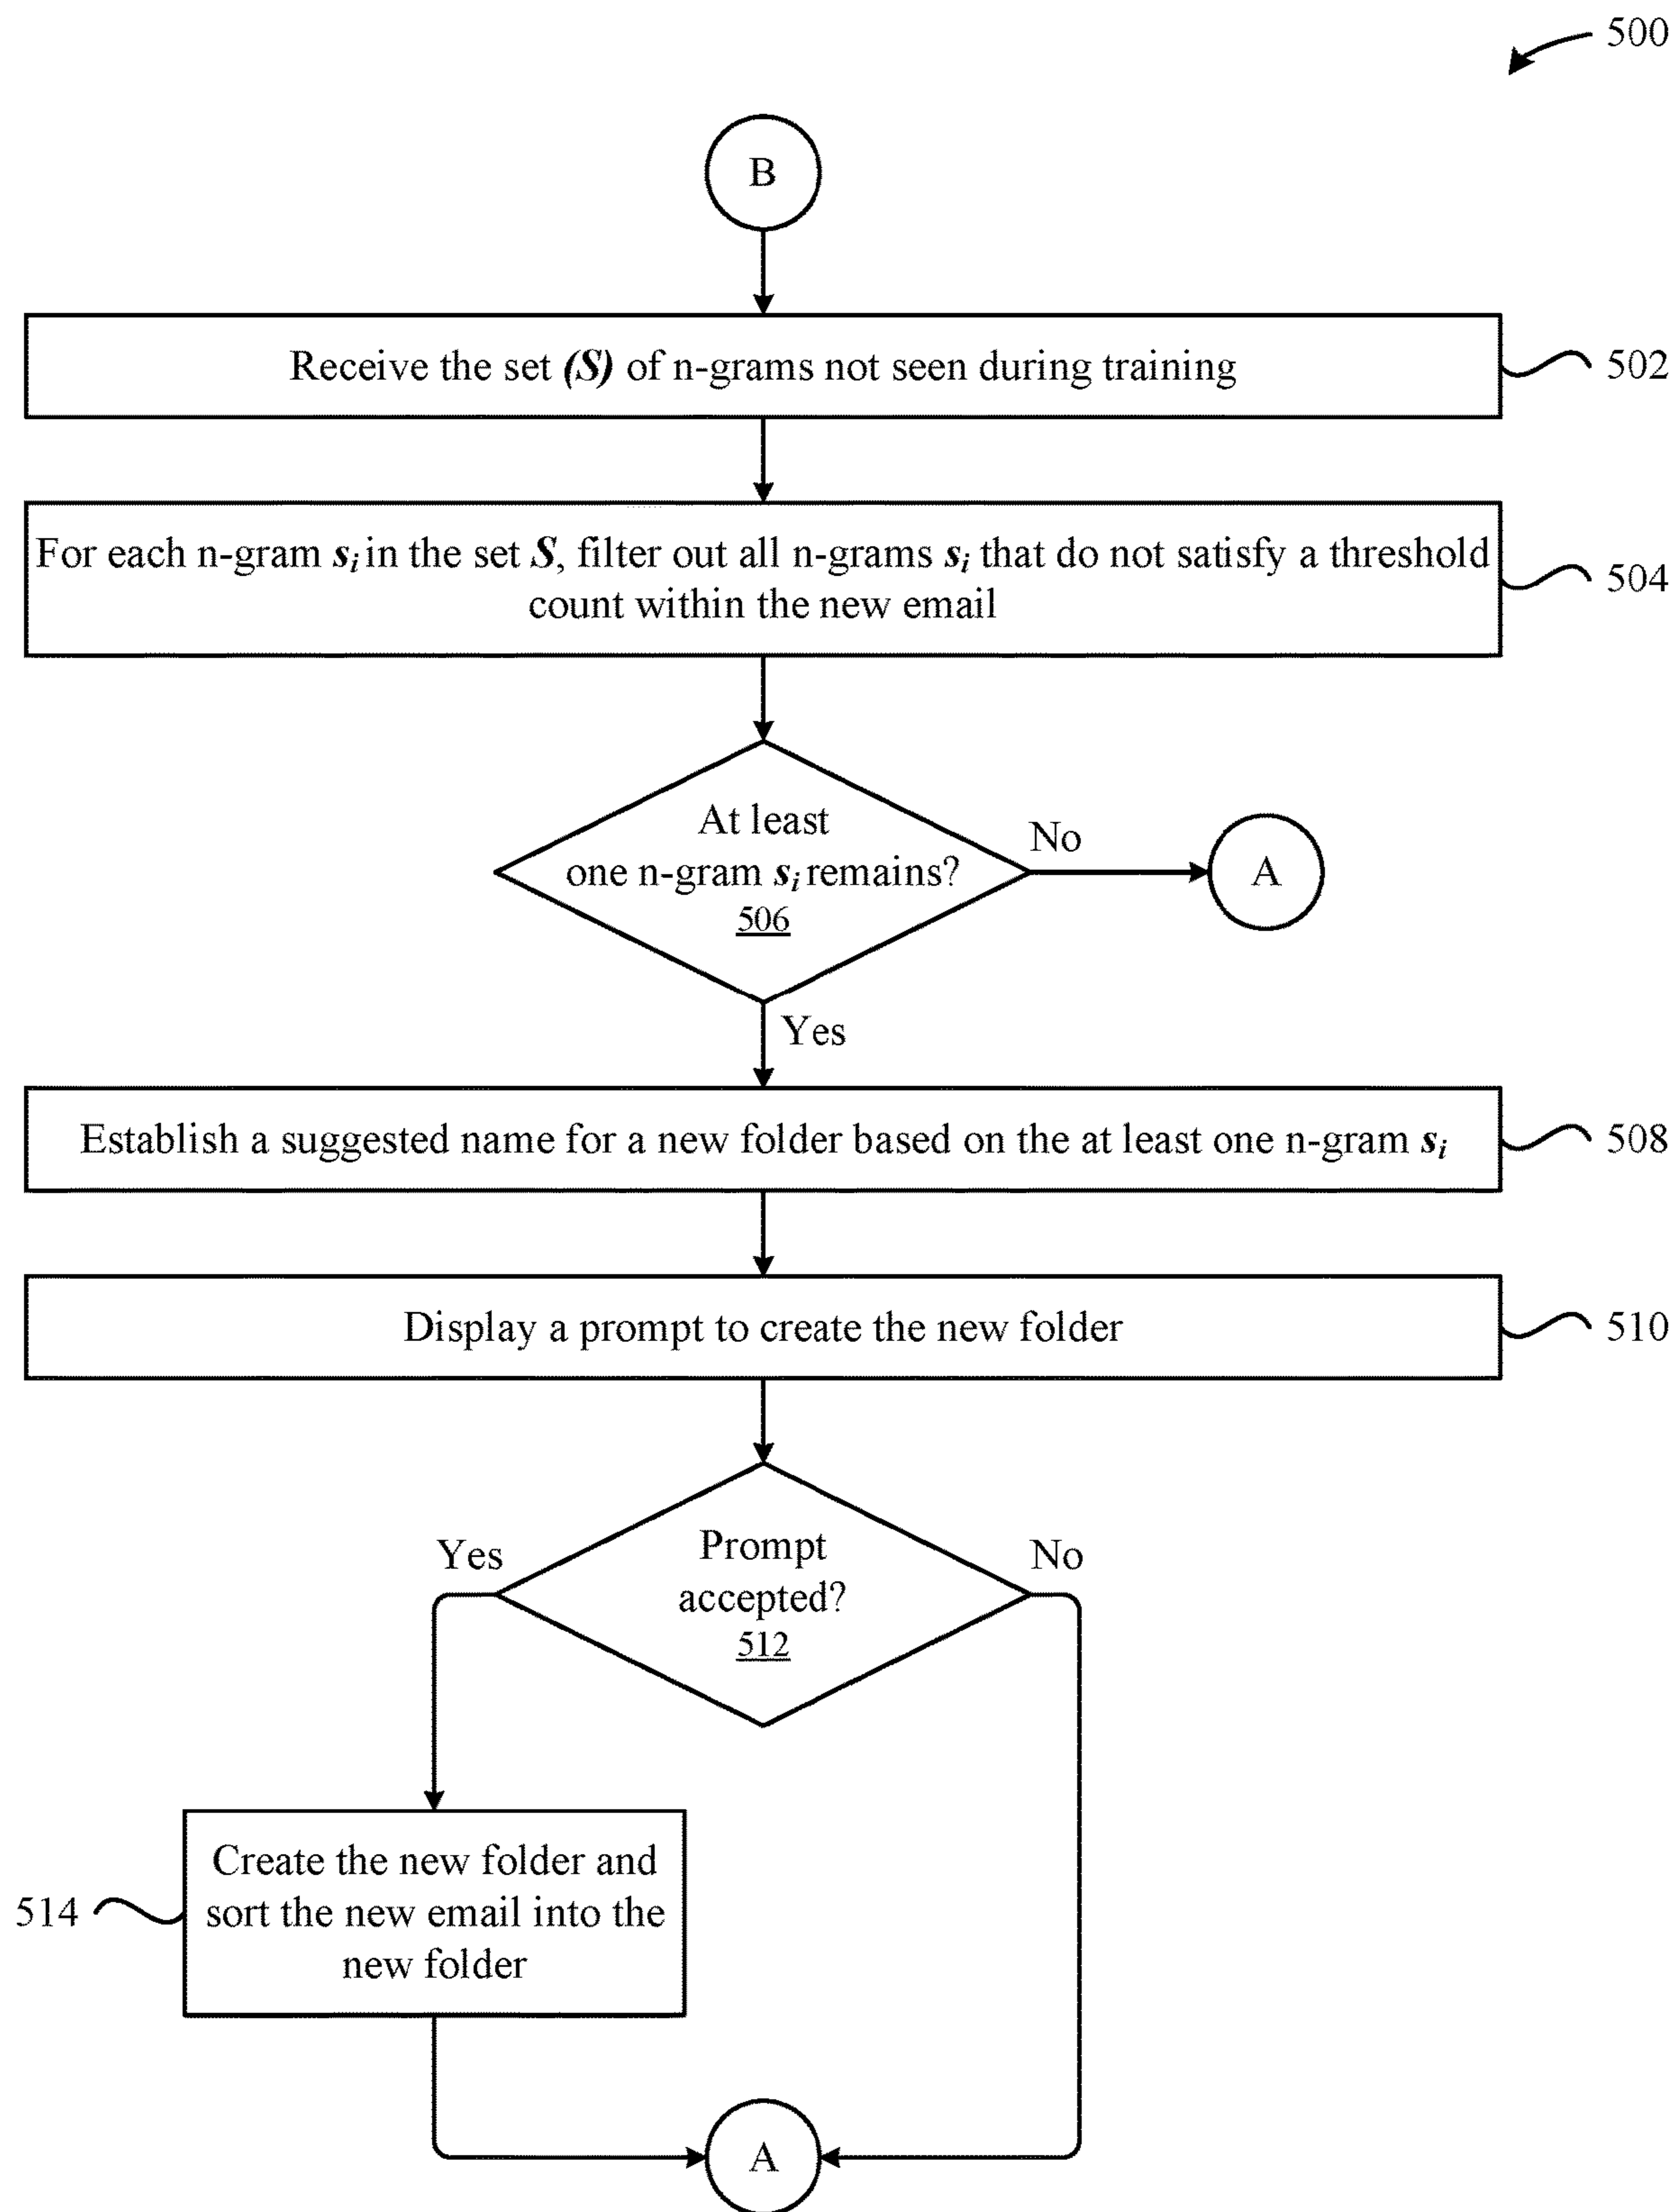 500
B
Receive the set (S) of n-grams not seen during training
502
For each n-gram si in the set S, filter out all n-grams si that do not satisfy a threshold
count within the new email
504
At least
one n-gram si remains?
506
No
A
Yes
Establish a suggested name for a new folder based on the at least one n-gram si
508
Display a prompt to create the new folder
510
Yes
Prompt
accepted?
512
No
Create the new folder and
sort the new email into the
new folder
514
A